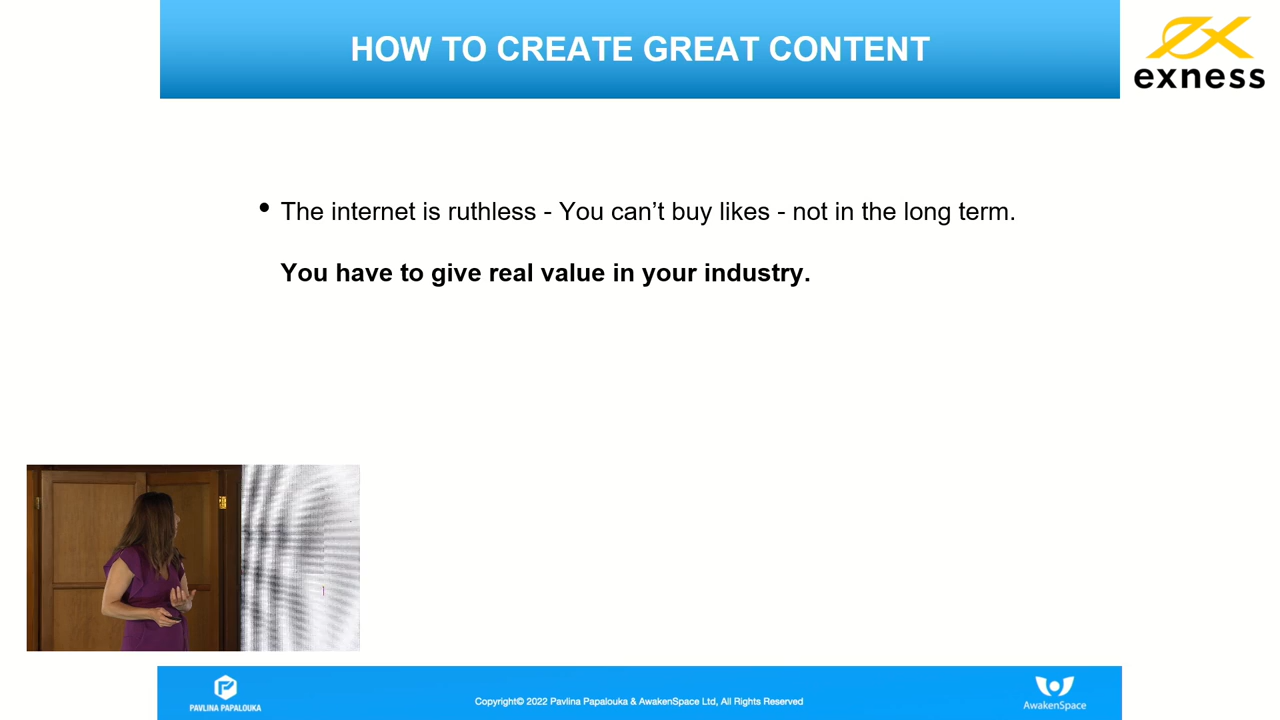 HOW TO CREATE GREAT CONTENT
exness
• The internet is ruthless - You can’t buy likes - not in the long term.
You have to give real value in your industry.
PAVLINA PAPALOUKA
Copyright© 2022 Pavlina Papalouka & AwakenSpace Ltd, All Rights Reserved
AwakenSpace